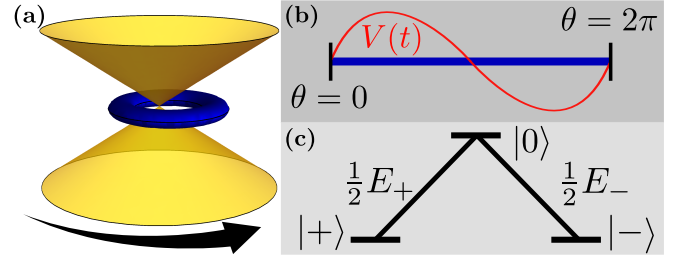 (a)
(b)
V(t)
θ = 0
θ = 2π
(c)
|0⟩
½E₊
½E₋
|+⟩
|−⟩